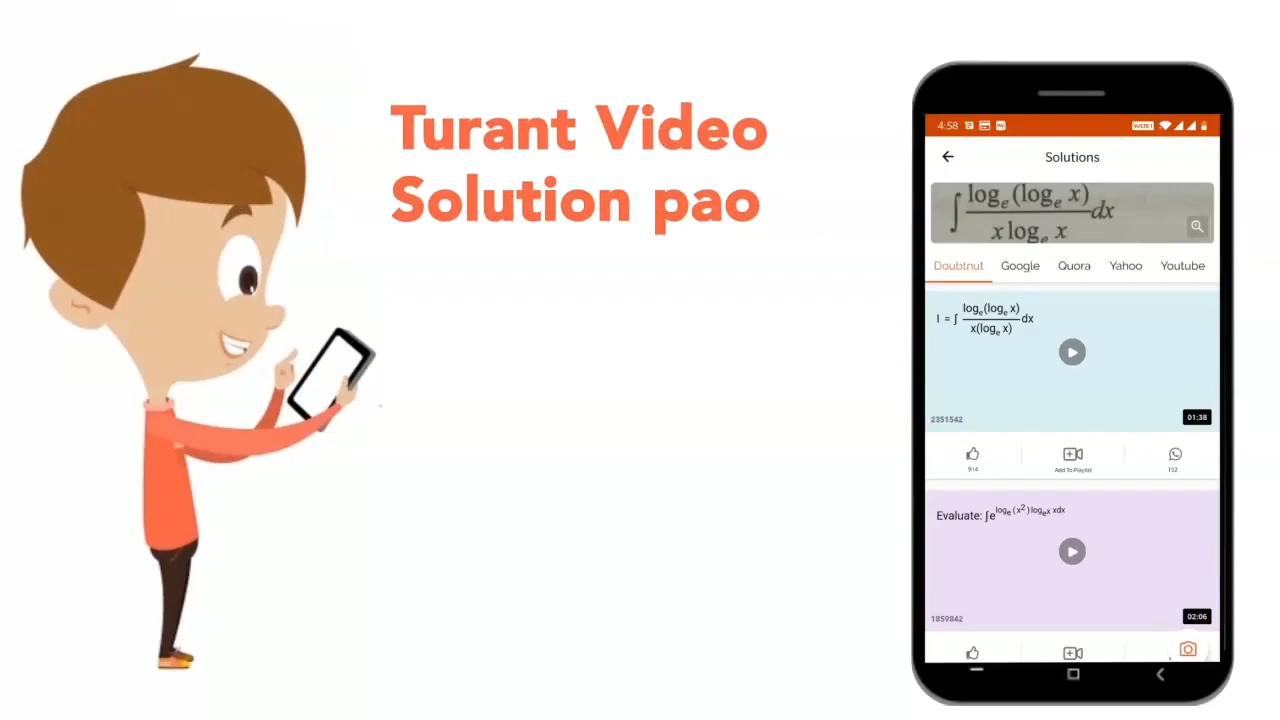 Turant Video
Solution pao
4:58
VoLTE1
Solutions
∫ logₑ(logₑ x) / x logₑ x dx
Doubtnut Google Quora Yahoo Youtube
I = ∫ logₑ(logₑ x) / x(logₑ x) dx
2351542 01:38
914 Add To Playlist 152
Evaluate: ∫e^logₑ(x²)logₑx xdx
1859842 02:06